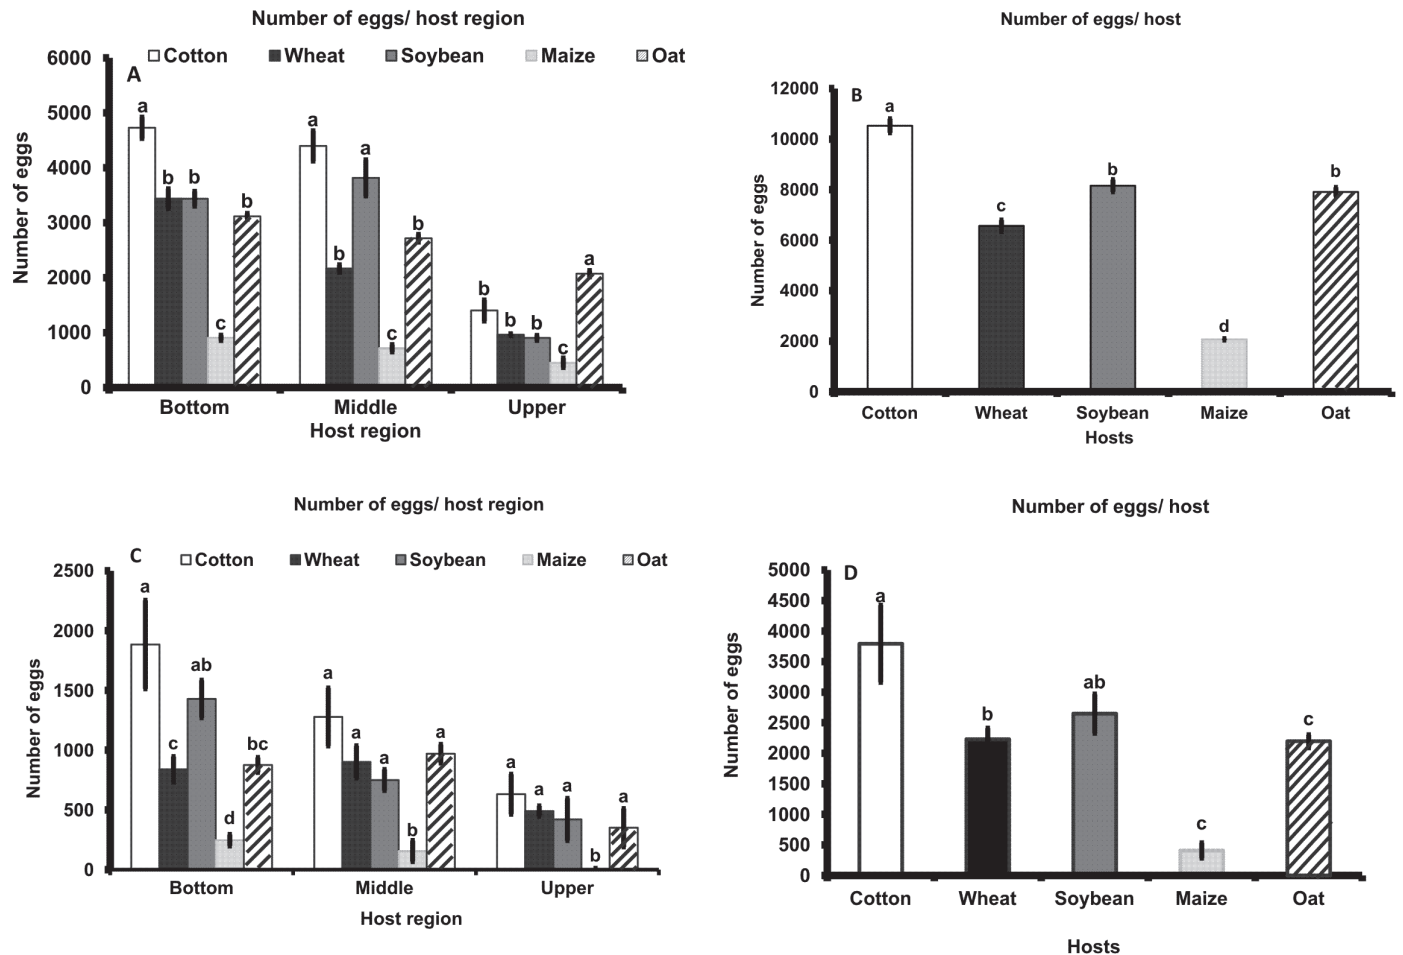 Number of eggs/ host region
Cotton Wheat Soybean Maize Oat
A
6000
5000
4000
3000
2000
1000
0
Number of eggs
a b b c b
a b a c b
b b b c a
Bottom Middle Upper
Host region
Number of eggs/ host
B
12000
10000
8000
6000
4000
2000
0
Number of eggs
a c b d b
Cotton Wheat Soybean Maize Oat
Hosts
Number of eggs/ host region
C
Cotton Wheat Soybean Maize Oat
2500
2000
1500
1000
500
0
Number of eggs
a c ab d bc
a a a b a
a a a b a
Bottom Middle Upper
Host region
Number of eggs/ host
D
5000
4500
4000
3500
3000
2500
2000
1500
1000
500
0
Number of eggs
a b ab c c
Cotton Wheat Soybean Maize Oat
Hosts